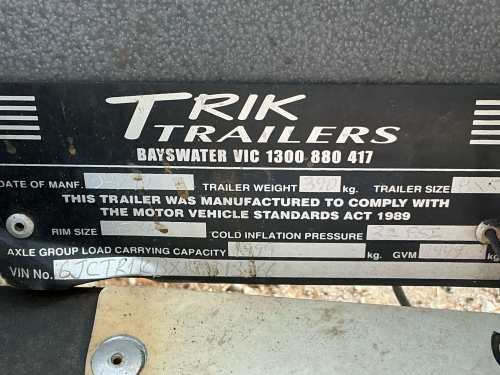 TRIK
TRAILERS
BAYSWATER VIC 1300 880 417
DATE OF MANF. TRAILER WEIGHT 390 kg. TRAILER SIZE
THIS TRAILER WAS MANUFACTURED TO COMPLY WITH
THE MOTOR VEHICLE STANDARDS ACT 1989
RIM SIZE COLD INFLATION PRESSURE
AXLE GROUP LOAD CARRYING CAPACITY kg. GVM kg
VIN No.